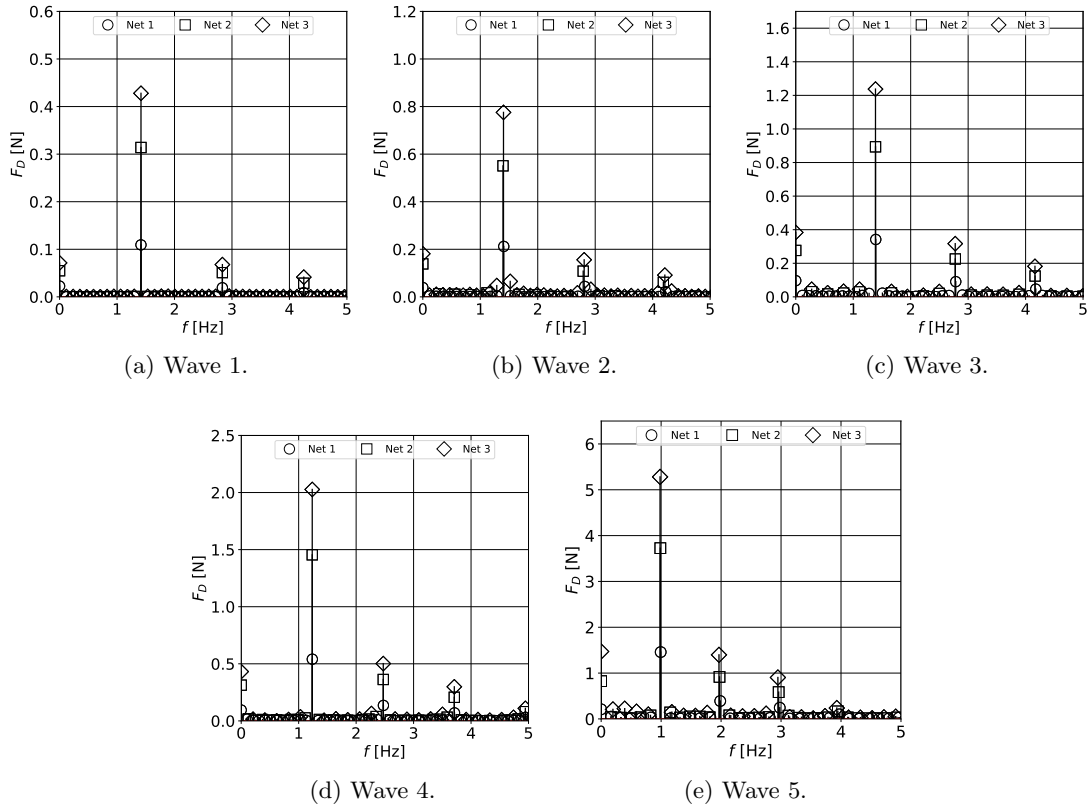 0.6
0.5
0.4
0.3
0.2
0.1
0.0
F_D [N]
Net 1 Net 2 Net 3
0 1 2 3 4 5
f [Hz]
(a) Wave 1.
1.2
1.0
0.8
0.6
0.4
0.2
0.0
F_D [N]
Net 1 Net 2 Net 3
0 1 2 3 4 5
f [Hz]
(b) Wave 2.
1.6
1.4
1.2
1.0
0.8
0.6
0.4
0.2
0.0
F_D [N]
Net 1 Net 2 Net 3
0 1 2 3 4 5
f [Hz]
(c) Wave 3.
2.5
2.0
1.5
1.0
0.5
0.0
F_D [N]
Net 1 Net 2 Net 3
0 1 2 3 4 5
f [Hz]
(d) Wave 4.
6
5
4
3
2
1
0
F_D [N]
Net 1 Net 2 Net 3
0 1 2 3 4 5
f [Hz]
(e) Wave 5.